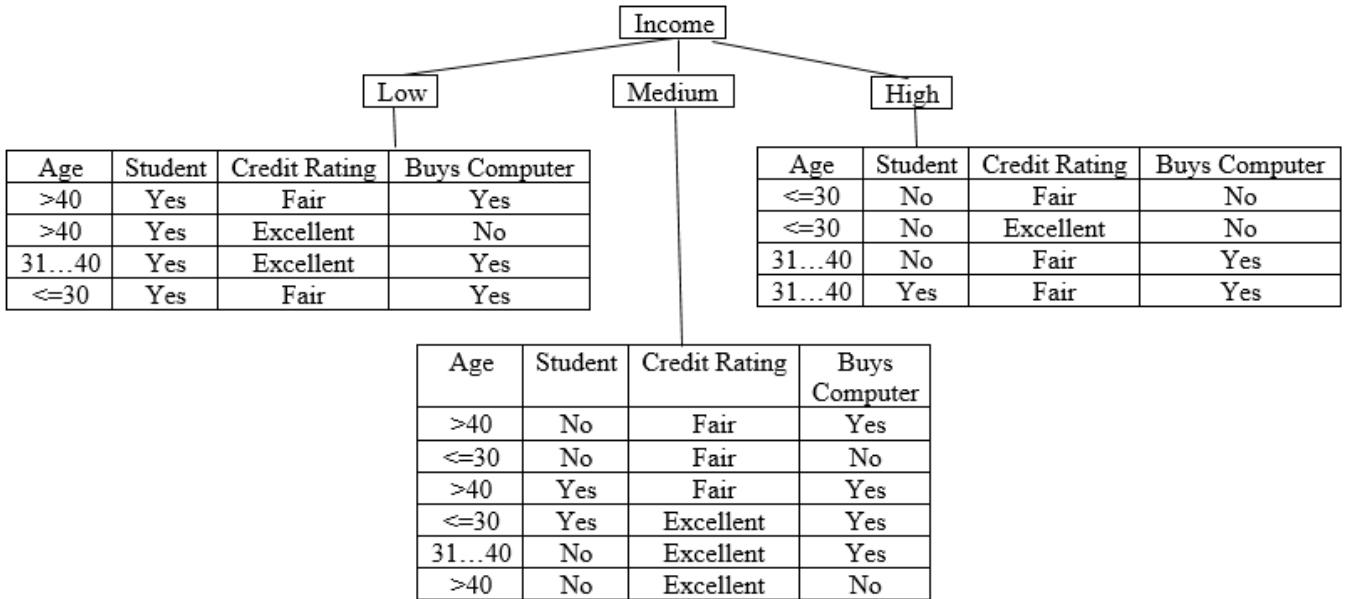 Income
Low Medium High
Age Student Credit Rating Buys Computer
>40 Yes Fair Yes
>40 Yes Excellent No
31…40 Yes Excellent Yes
<=30 Yes Fair Yes
Age Student Credit Rating Buys Computer
<=30 No Fair No
<=30 No Excellent No
31…40 No Fair Yes
31…40 Yes Fair Yes
Age Student Credit Rating Buys
Computer
>40 No Fair Yes
<=30 No Fair No
>40 Yes Fair Yes
<=30 Yes Excellent Yes
31…40 No Excellent Yes
>40 No Excellent No